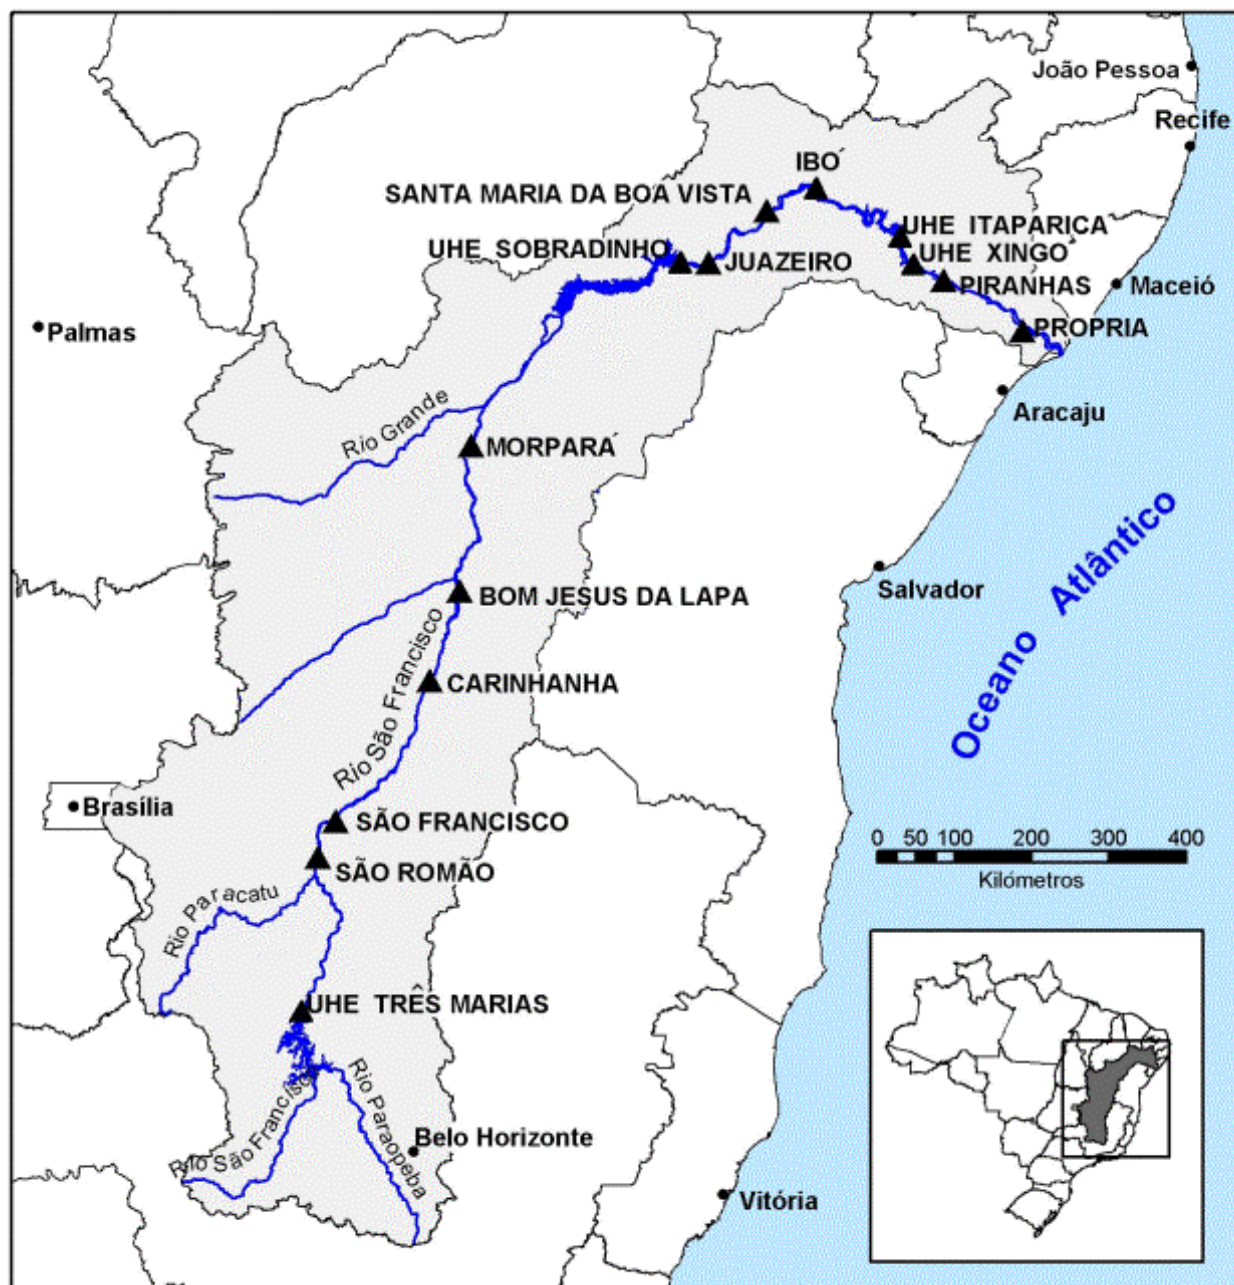 João Pessoa
Recife
IBÓ
SANTA MARIA DA BOA VISTA
UHE ITAPARICA
UHE SOBRADINHO
JUAZEIRO
UHE XINGÓ
PIRANHAS
Maceió
Palmas
PROPRIA
Aracaju
Rio Grande
MORPARÁ
Oceano Atlântico
Salvador
BOM JESUS DA LAPA
Rio São Francisco
CARINHANHA
Brasília
SÃO FRANCISCO
0 50 100 200 300 400
Kilómetros
SÃO ROMÃO
Rio Paracatu
UHE TRÊS MARIAS
Rio São Francisco
Rio Paraopeba
Belo Horizonte
Vitória